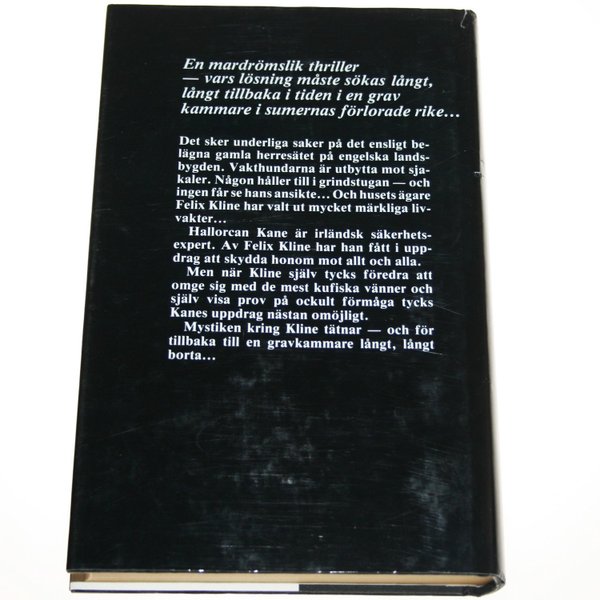 En mardrömslik thriller
— vars lösning måste sökas långt,
långt tillbaka i tiden i en grav
kammare i sumernas förlorade rike...
Det sker underliga saker på det ensligt be-
lägna gamla herresätet på engelska lands-
bygden. Vakthundarna är utbytta mot sja-
kaler. Någon håller till i grindstugan — och
ingen får se hans ansikte... Och husets ägare
Felix Kline har valt ut mycket märkliga liv-
vakter...
Hallorcan Kane är irländsk säkerhets-
expert. Av Felix Kline har han fått i upp-
drag att skydda honom mot allt och alla.
Men när Kline själv tycks föredra att
omge sig med de mest kufiska vänner och
själv visa prov på ockult förmåga tycks
Kanes uppdrag nästan omöjligt.
Mystiken kring Kline tätnar — och för
tillbaka till en gravkammare långt, långt
borta...